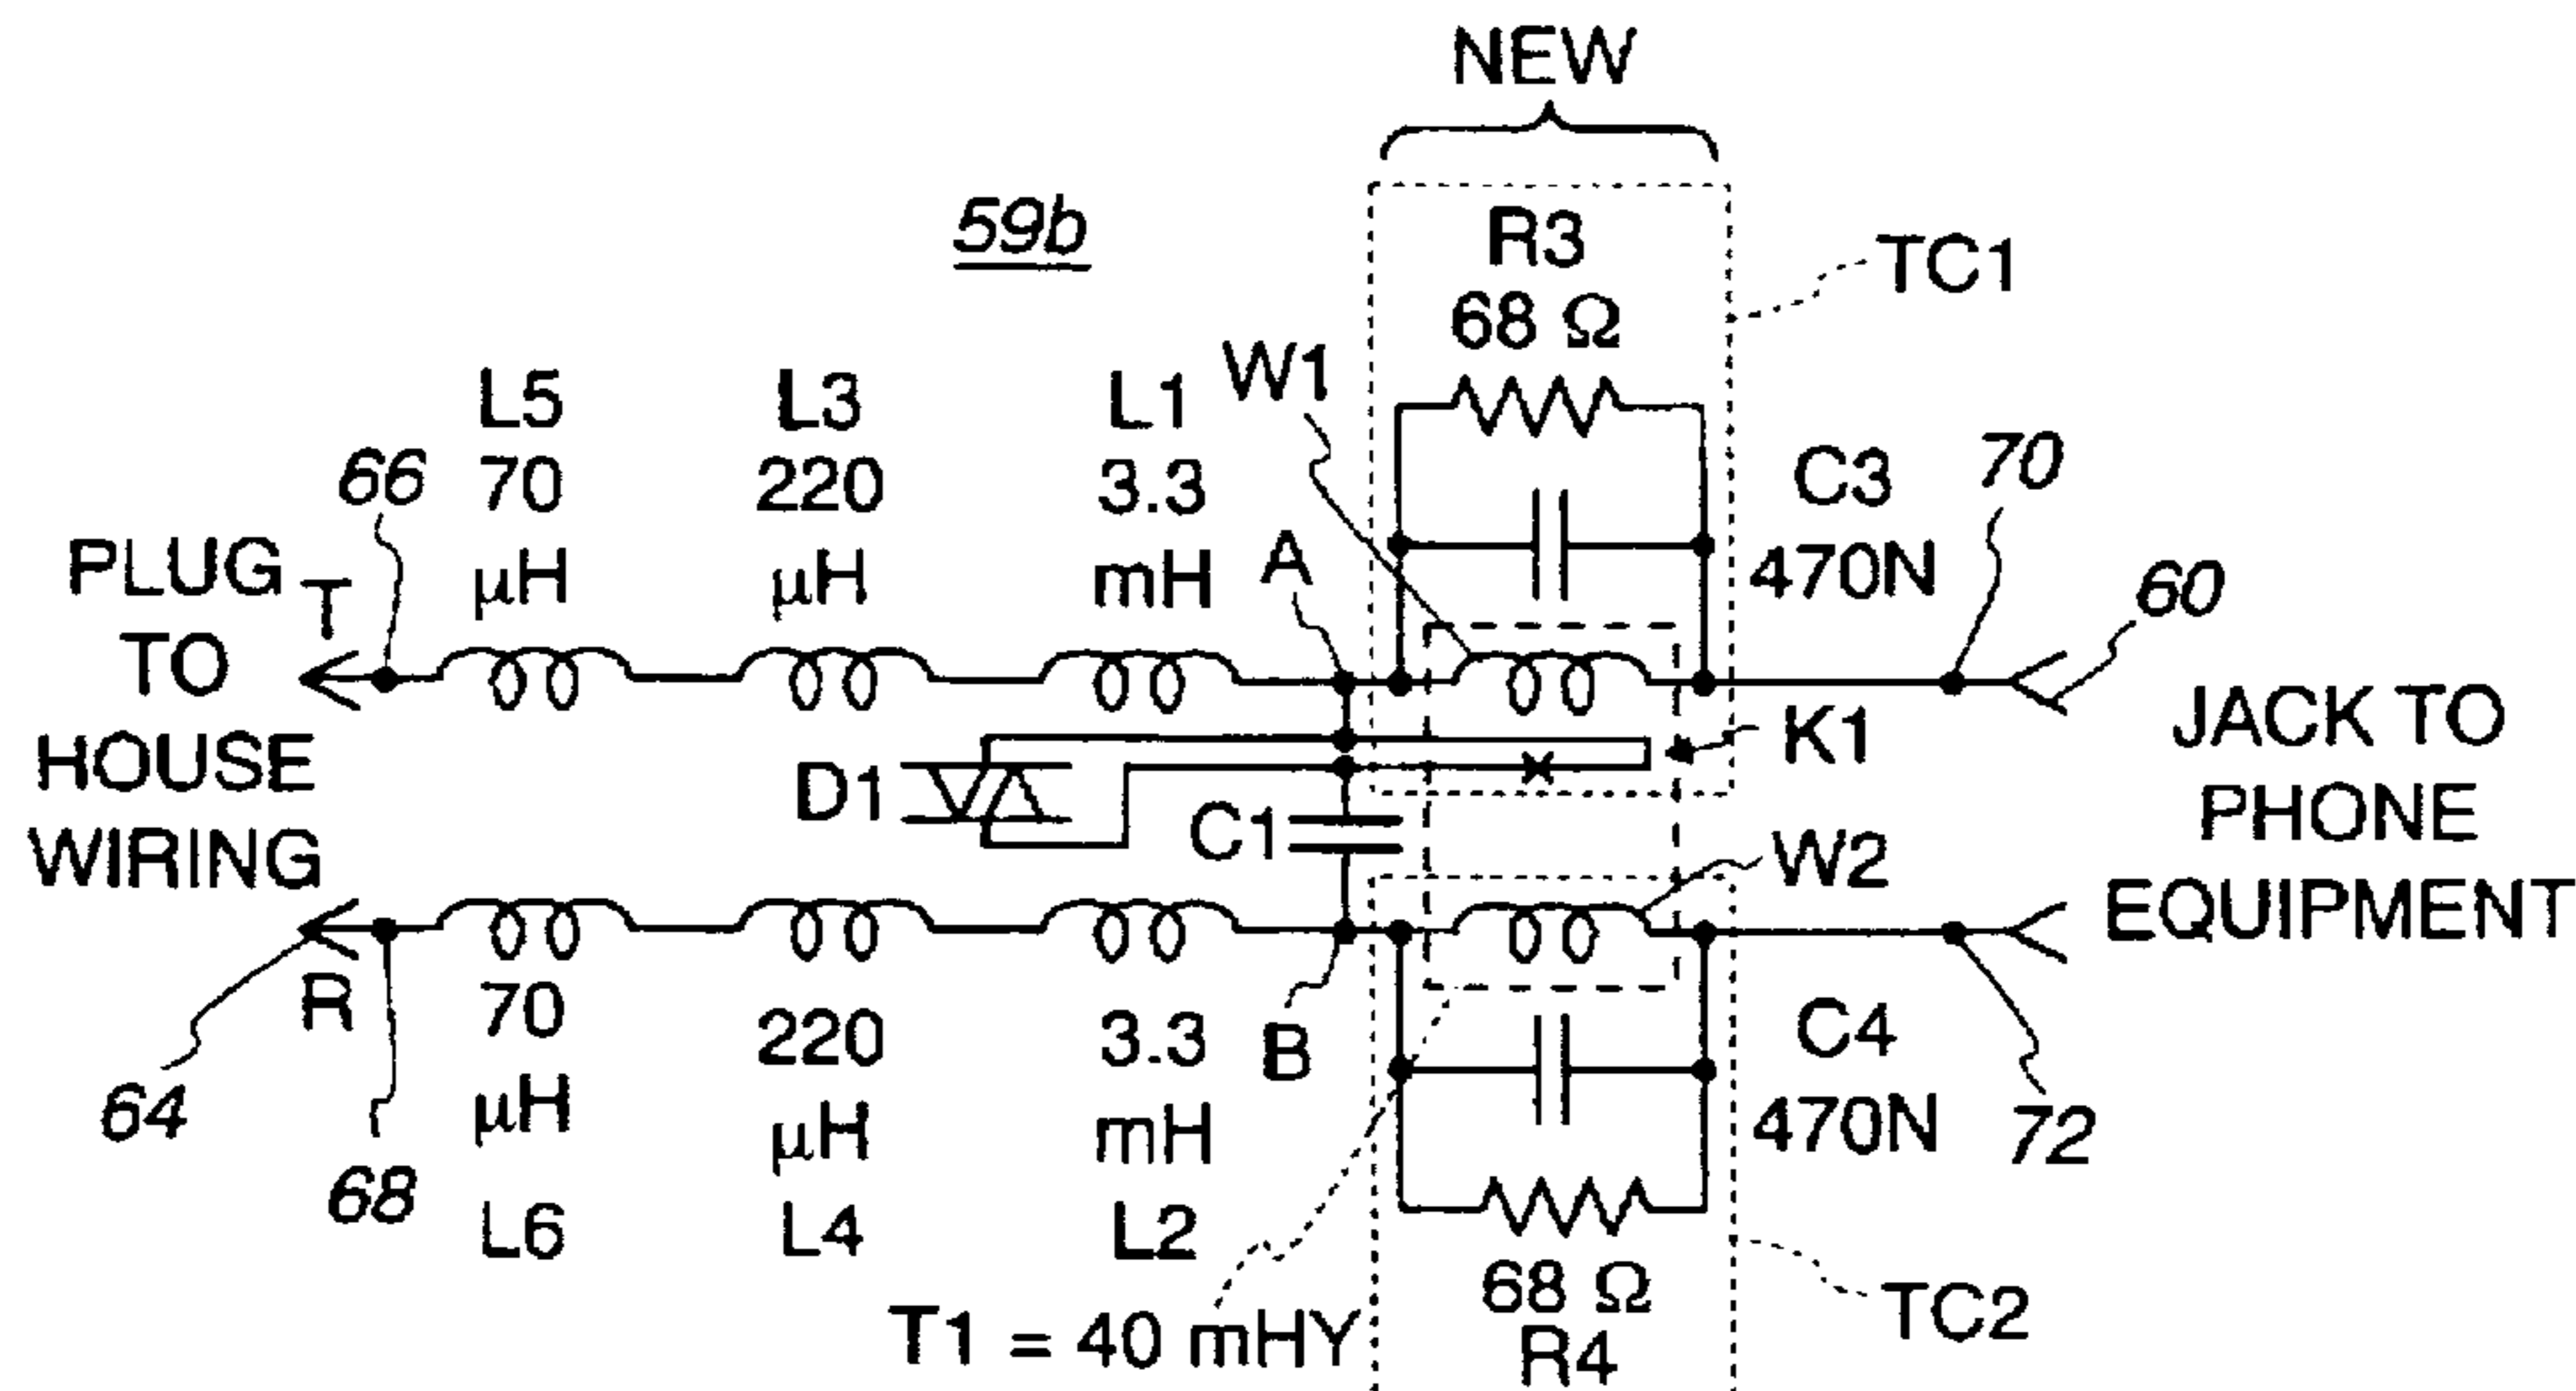 NEW
59b
R3
68 Ω
TC1
W1
L5
70
μH
L3
220
μH
L1
3.3
mH
C3
470N
66
70
60
PLUG
TO
HOUSE
WIRING
T
A
JACK TO
PHONE
EQUIPMENT
K1
D1
C1
W2
R
B
64
68
70
μH
L6
220
μH
L4
3.3
mH
L2
C4
470N
72
T1 = 40 mHY
68 Ω
R4
TC2